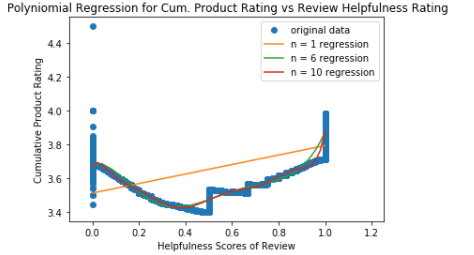 Polyniomial Regression for Cum. Product Rating vs Review Helpfulness Rating
original data
n = 1 regression
n = 6 regression
n = 10 regression
Cumulative Product Rating
4.4
4.2
4.0
3.8
3.6
3.4
0.0 0.2 0.4 0.6 0.8 1.0 1.2
Helpfulness Scores of Review